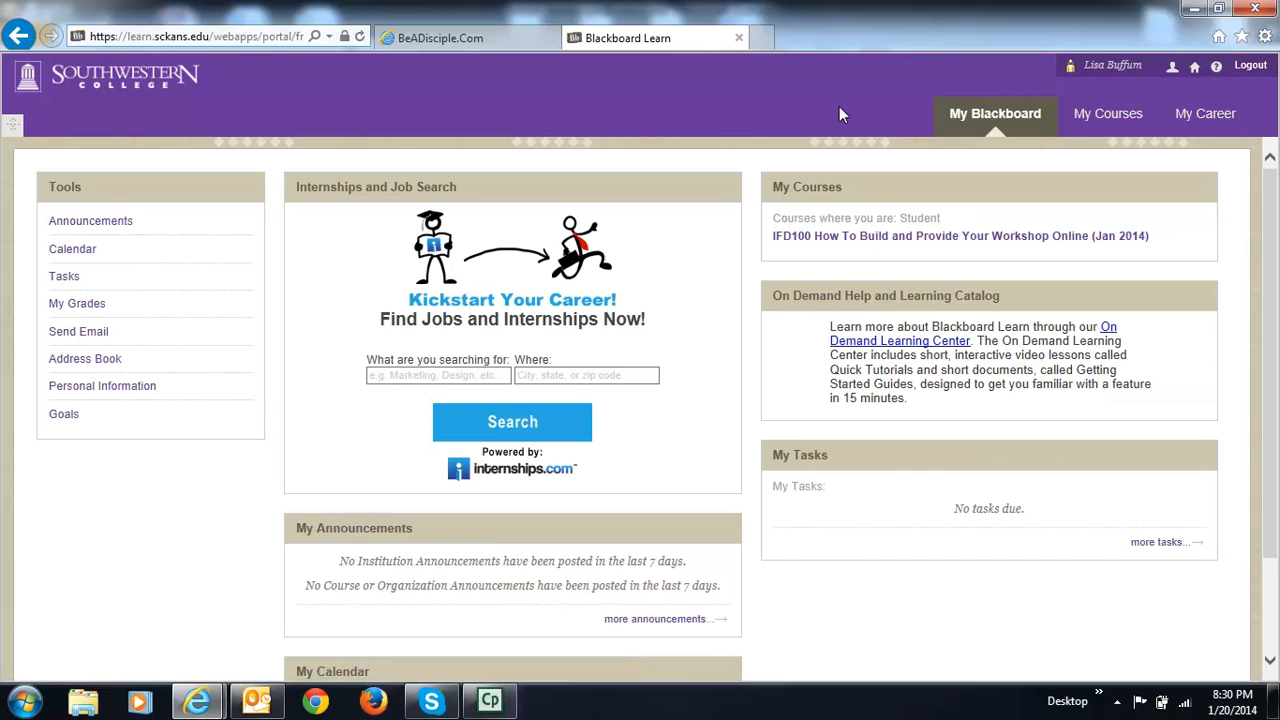 https://learn.sckans.edu/webapps/portal/fr
BeADisciple.Com
Blackboard Learn
SOUTHWESTERN
COLLEGE
Lisa Buffum
Logout
My Blackboard
My Courses
My Career
Tools
Announcements
Calendar
Tasks
My Grades
Send Email
Address Book
Personal Information
Goals
Internships and Job Search
Kickstart Your Career!
Find Jobs and Internships Now!
What are you searching for: Where:
e.g. Marketing, Design, etc. City, state, or zip code
Search
Powered by:
internships.com™
My Announcements
No Institution Announcements have been posted in the last 7 days.
No Course or Organization Announcements have been posted in the last 7 days.
more announcements...
My Calendar
My Courses
Courses where you are: Student
IFD100 How To Build and Provide Your Workshop Online (Jan 2014)
On Demand Help and Learning Catalog
Learn more about Blackboard Learn through our On
Demand Learning Center. The On Demand Learning
Center includes short, interactive video lessons called
Quick Tutorials and short documents, called Getting
Started Guides, designed to get you familiar with a feature
in 15 minutes.
My Tasks
My Tasks:
No tasks due.
more tasks...
Desktop
8:30 PM
1/20/2014